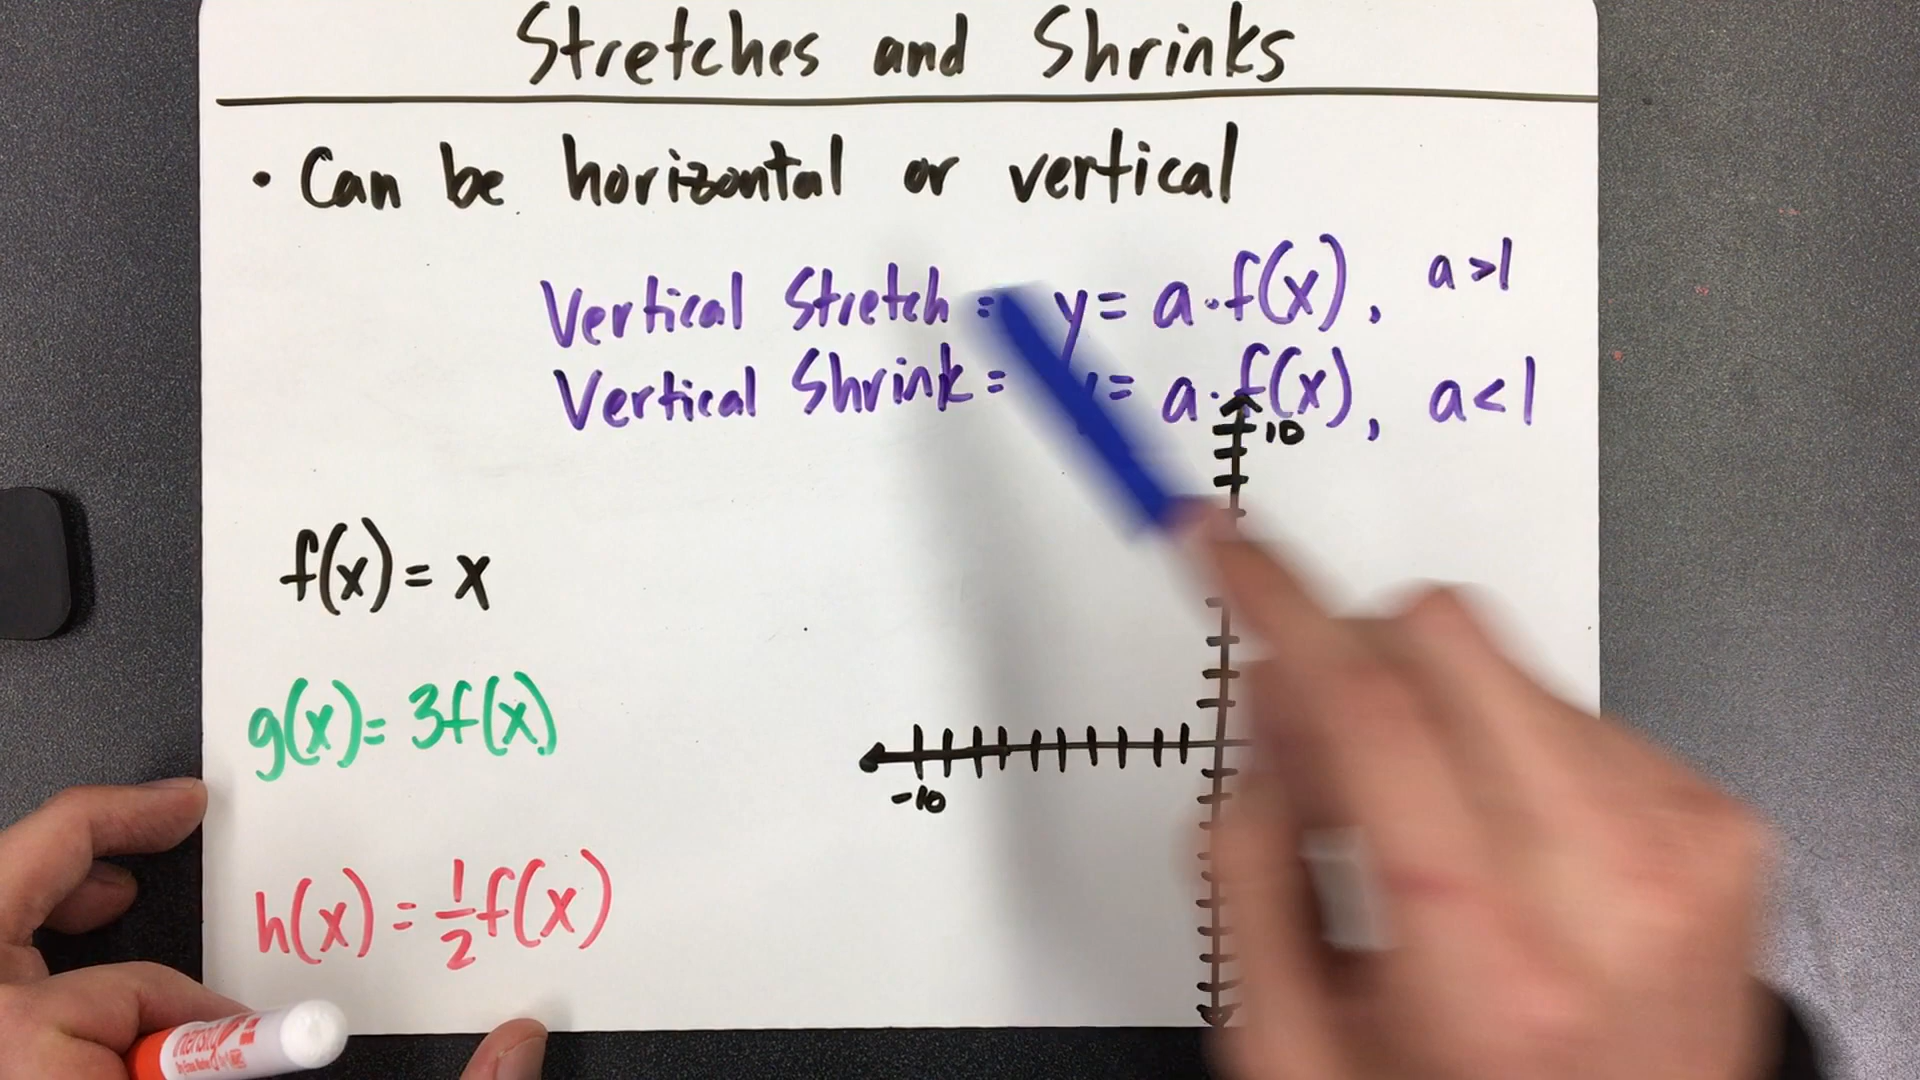 Stretches and Shrinks
• Can be horizontal or vertical
Vertical Stretch = y = a·f(x), a>1
Vertical Shrink = = a·f(x), a<1
10
f(x) = x
g(x) = 3f(x)
-10
h(x) = 1/2 f(x)